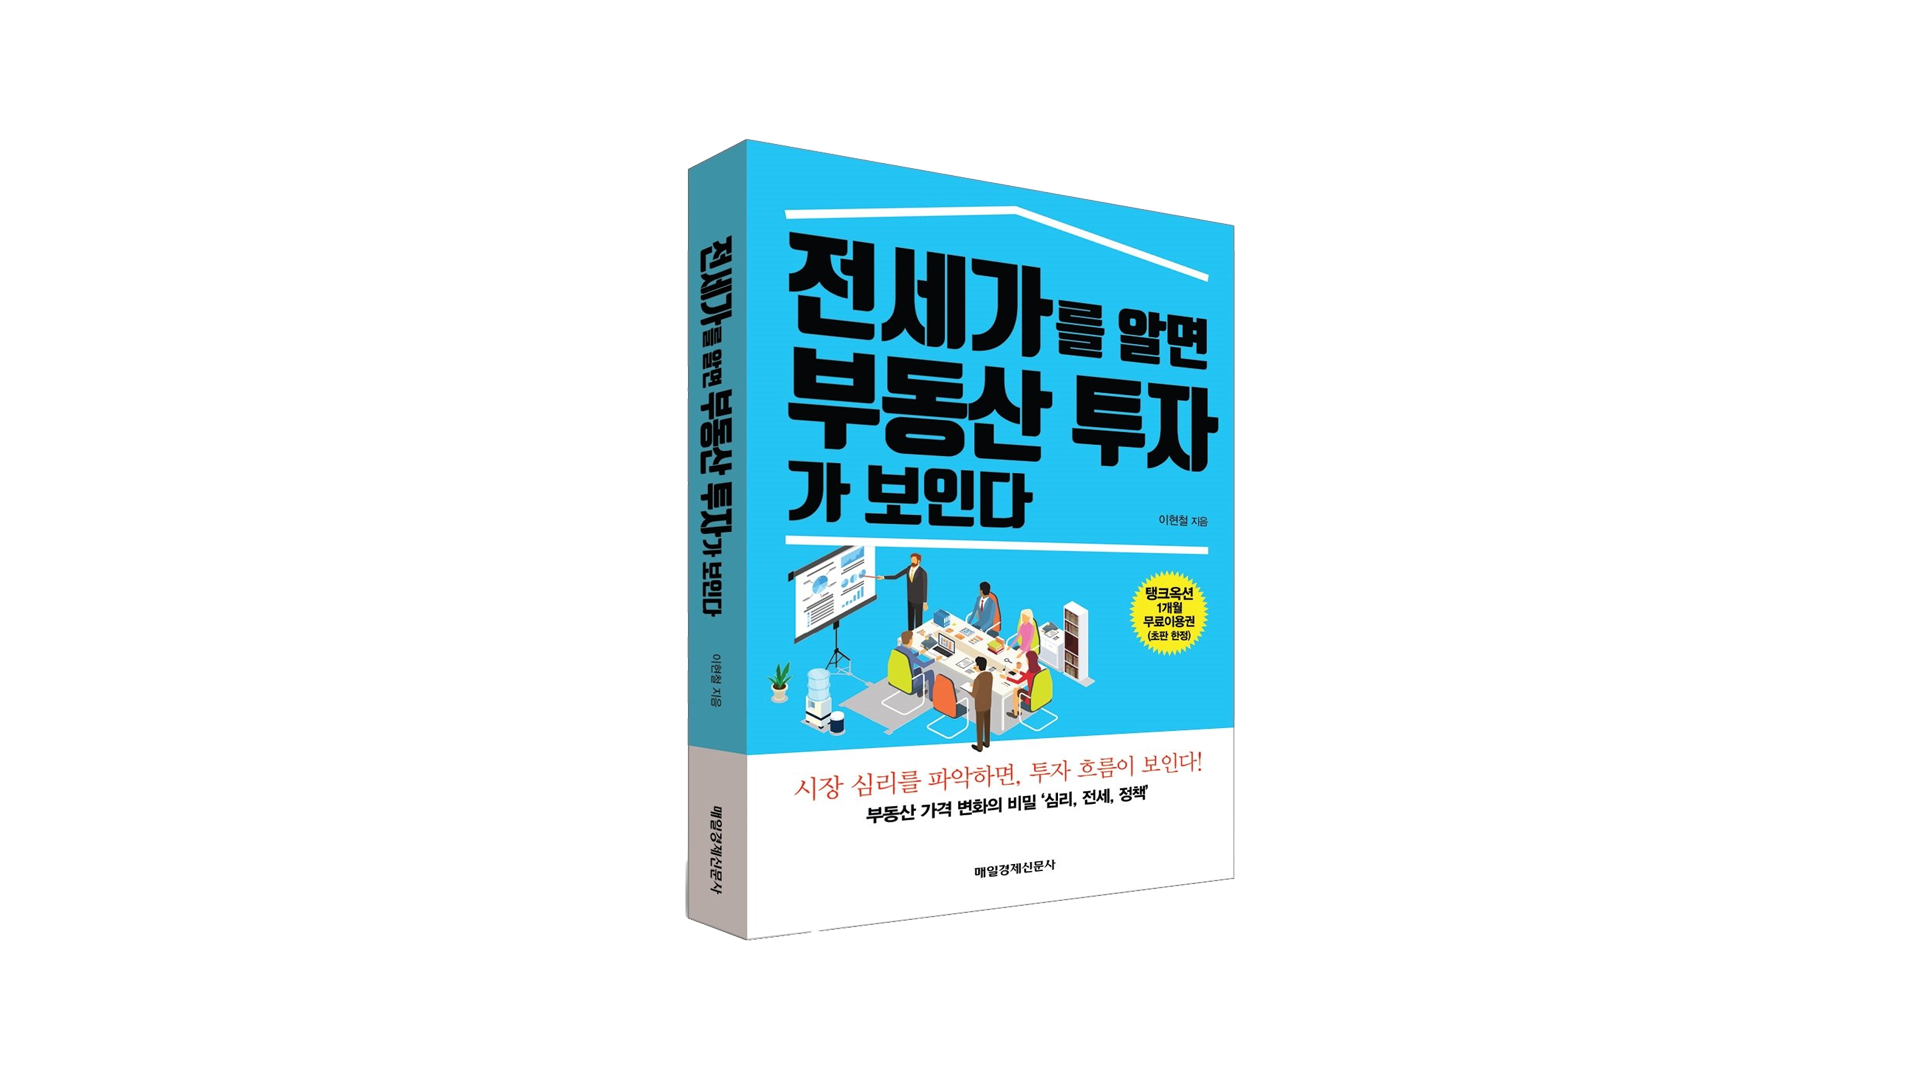 전세가를 알면
부동산 투자
가 보인다
이현철 지음
탱크옥션
1개월
무료이용권
(초판 한정)
시장 심리를 파악하면, 투자 흐름이 보인다!
부동산 가격 변화의 비밀 ‘심리, 전세, 정책’
매일경제신문사
전세가를 알면 부동산 투자가 보인다
이현철 지음
매일경제신문사